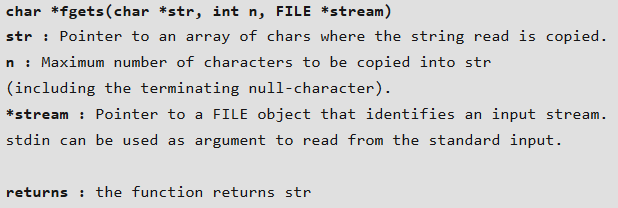 char *fgets(char *str, int n, FILE *stream)
str : Pointer to an array of chars where the string read is copied.
n : Maximum number of characters to be copied into str
(including the terminating null-character).
*stream : Pointer to a FILE object that identifies an input stream.
stdin can be used as argument to read from the standard input.
returns : the function returns str